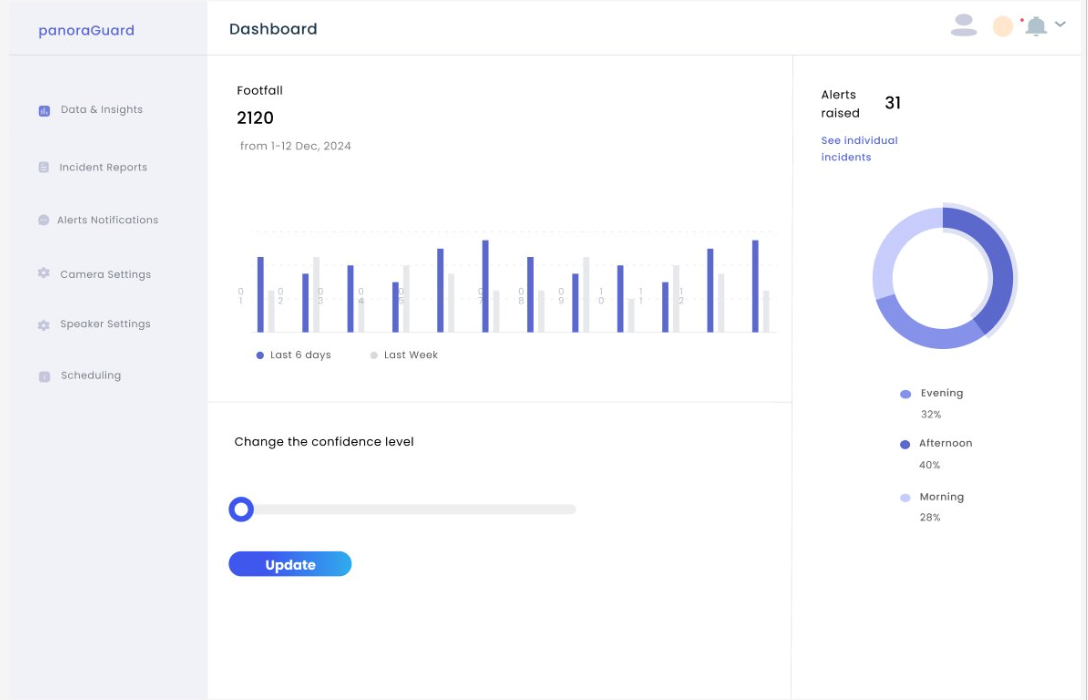 panoraGuard
Dashboard
Data & Insights
Incident Reports
Alerts Notifications
Camera Settings
Speaker Settings
Scheduling
Footfall
2120
from 1-12 Dec, 2024
01
02
03
04
05
07
08
09
10
11
12
Last 6 days
Last Week
Change the confidence level
Update
Alerts
raised
31
See individual
incidents
Evening
32%
Afternoon
40%
Morning
28%